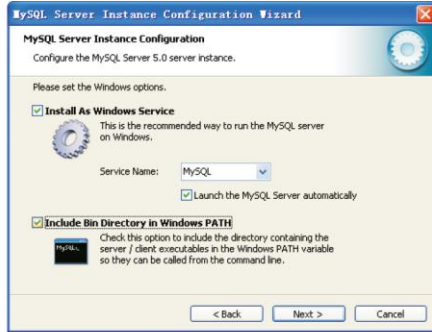 MySQL Server Instance Configuration Wizard
MySQL Server Instance Configuration
Configure the MySQL Server 5.0 server instance.
Please set the Windows options.
Install As Windows Service
This is the recommended way to run the MySQL server
on Windows.
Service Name: MySQL
Launch the MySQL Server automatically
Include Bin Directory in Windows PATH
Check this option to include the directory containing the
server / client executables in the Windows PATH variable
so they can be called from the command line.
< Back Next > Cancel